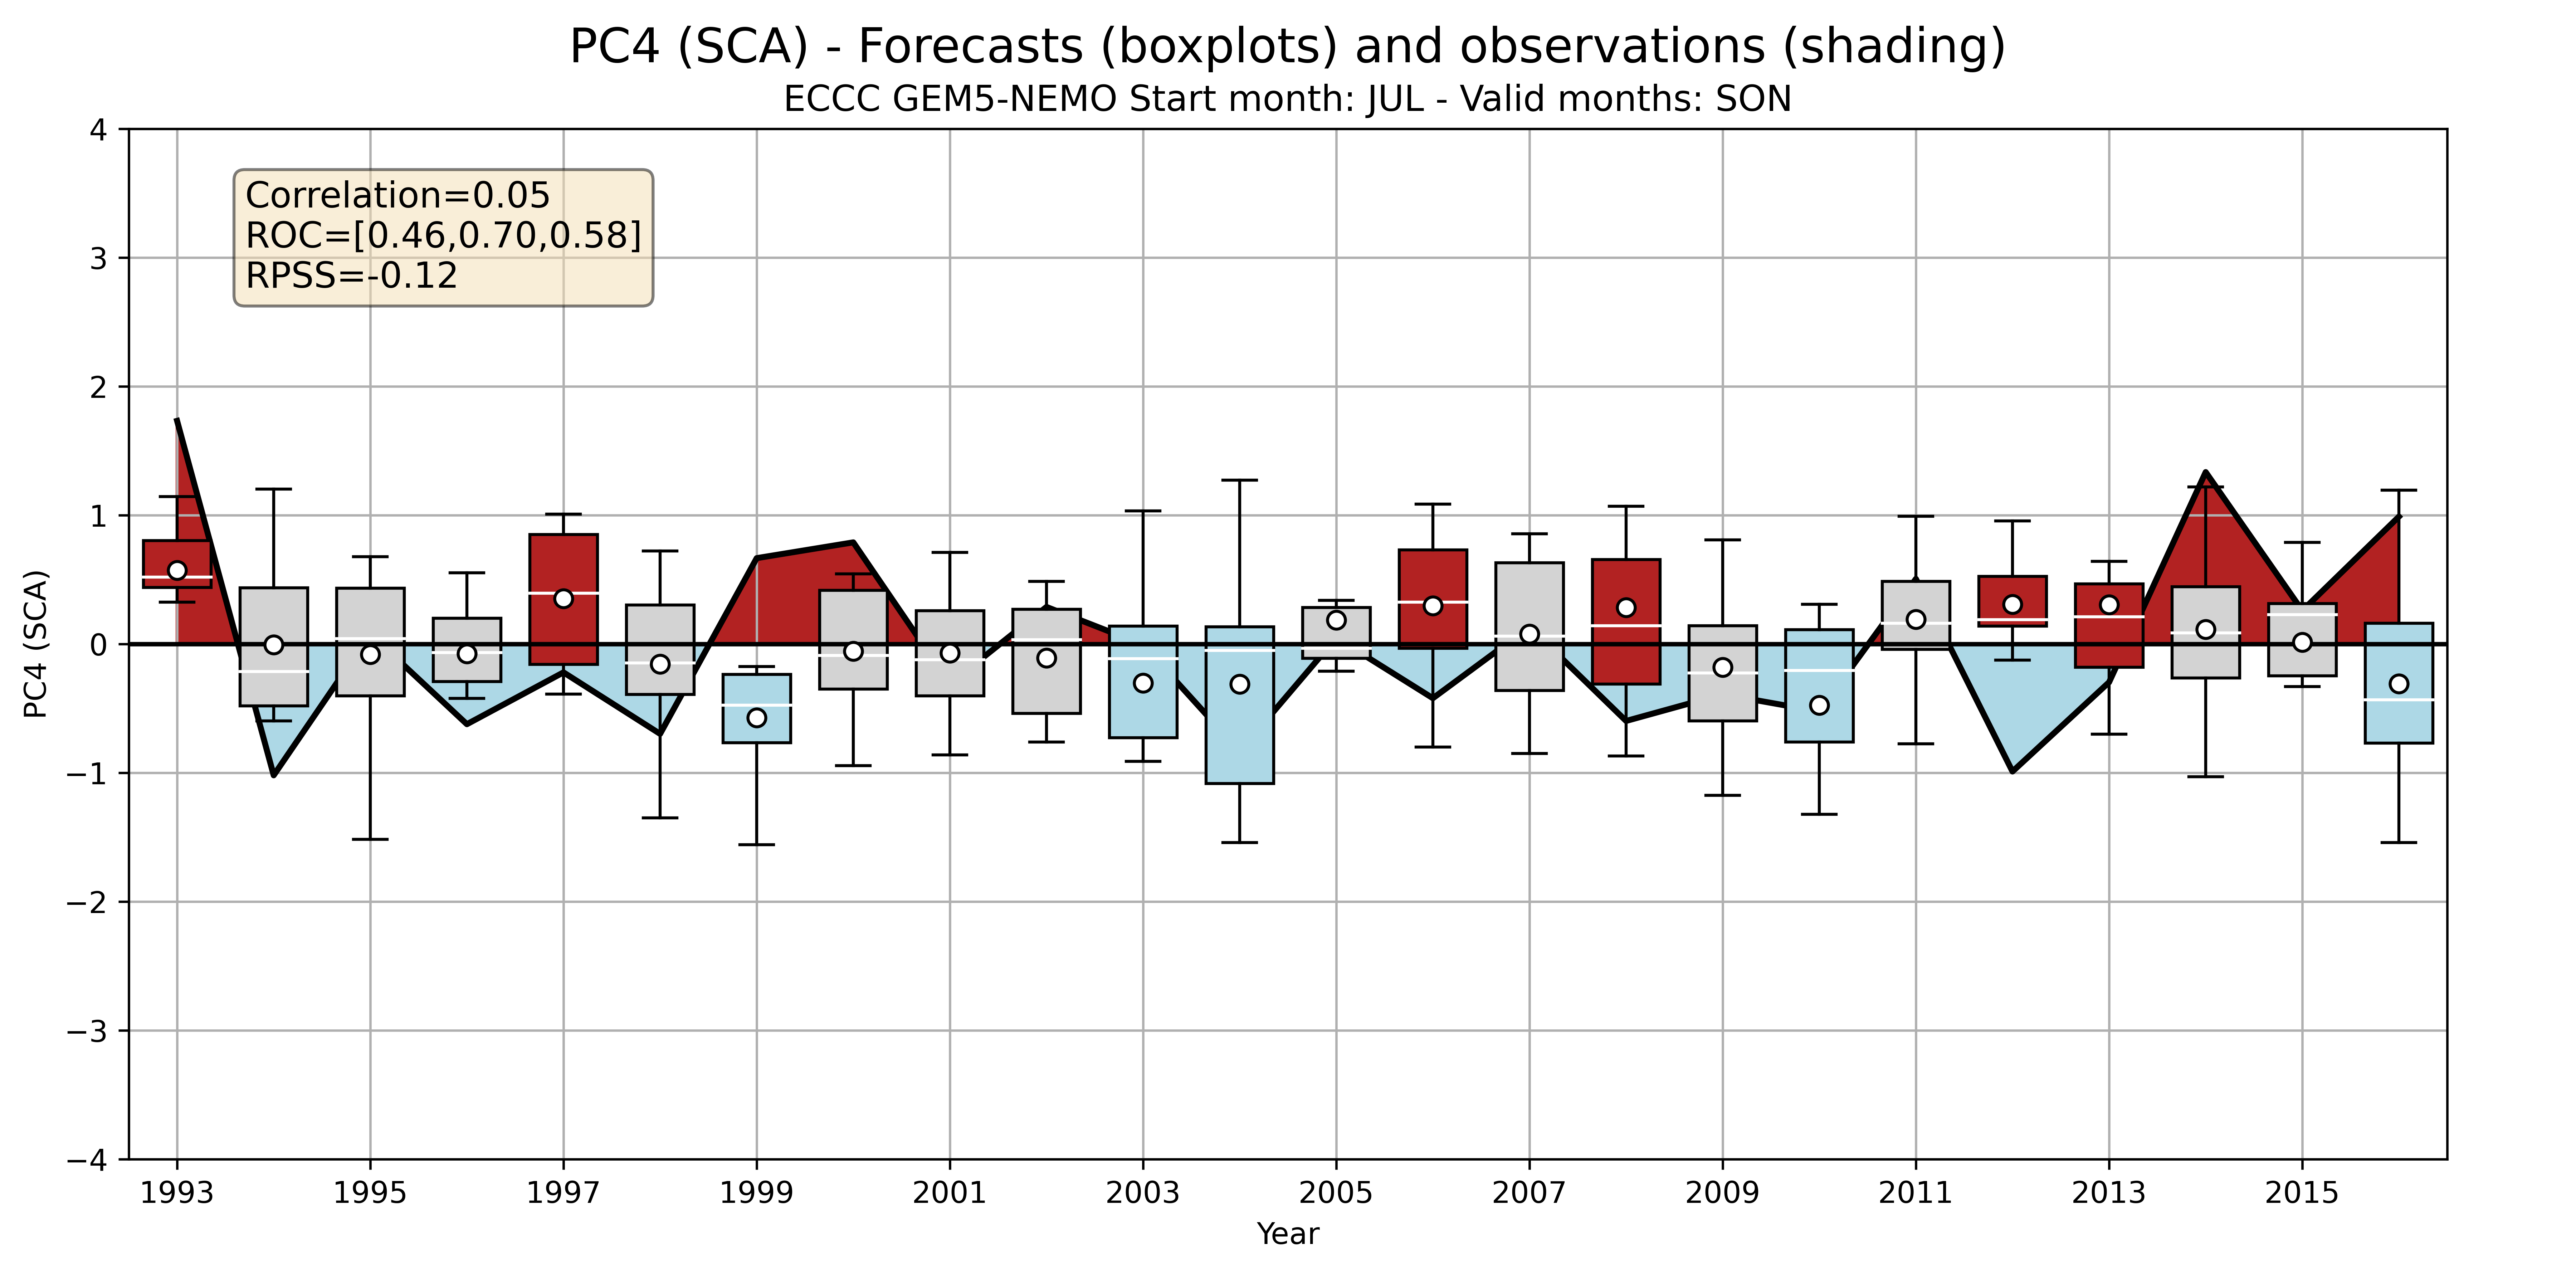 PC4 (SCA) - Forecasts (boxplots) and observations (shading)
ECCC GEM5-NEMO Start month: JUL - Valid months: SON
Correlation=0.05
ROC=[0.46,0.70,0.58]
RPSS=-0.12
PC4 (SCA)
4
3
2
1
0
−1
−2
−3
−4
1993 1995 1997 1999 2001 2003 2005 2007 2009 2011 2013 2015
Year